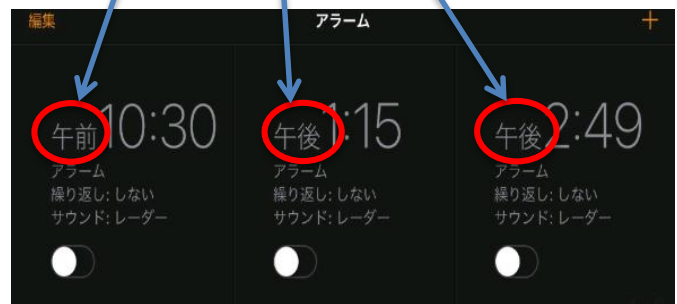 編集 アラーム +
午前10:30
アラーム
繰り返し: しない
サウンド: レーダー
午後1:15
アラーム
繰り返し: しない
サウンド: レーダー
午後2:49
アラーム
繰り返し: しない
サウンド: レーダー